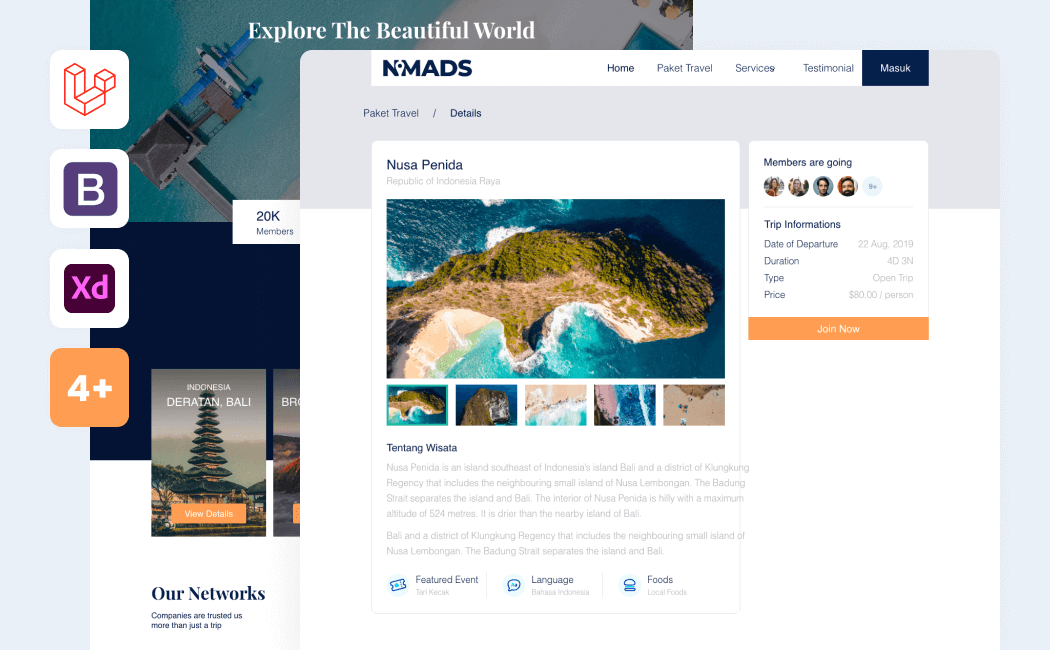 Explore The Beautiful World
NOMADS
Home
Paket Travel
Services
Testimonial
Masuk
Paket Travel / Details
B
Xd
4+
20K
Members
INDONESIA
DERATAN, BALI
View Details
BRO
Our Networks
Companies are trusted us
more than just a trip
Nusa Penida
Republic of Indonesia Raya
Tentang Wisata
Nusa Penida is an island southeast of Indonesia's island Bali and a district of Klungkung
Regency that includes the neighbouring small island of Nusa Lembongan. The Badung
Strait separates the island and Bali. The interior of Nusa Penida is hilly with a maximum
altitude of 524 metres. It is drier than the nearby island of Bali.
Bali and a district of Klungkung Regency that includes the neighbouring small island of
Nusa Lembongan. The Badung Strait separates the island and Bali.
Featured Event
Tari Kecak
Language
Bahasa Indonesia
Foods
Local Foods
Members are going
9+
Trip Informations
Date of Departure 22 Aug, 2019
Duration 4D 3N
Type Open Trip
Price $80,00 / person
Join Now